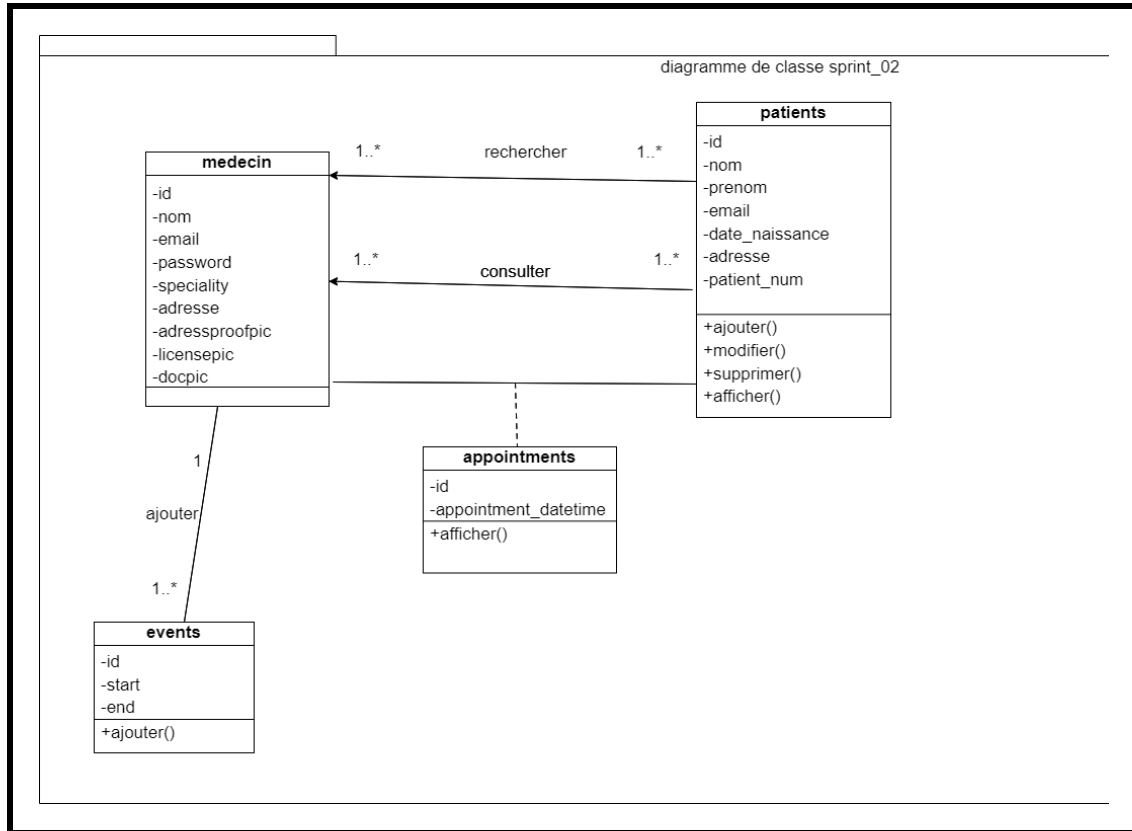 diagramme de classe sprint_02
patients
-id
-nom
-prenom
-email
-date_naissance
-adresse
-patient_num
+ajouter()
+modifier()
+supprimer()
+afficher()
1..* rechercher 1..*
medecin
-id
-nom
-email
-password
-speciality
-adresse
-adressproofpic
-licensepic
-docpic
1..* consulter 1..*
appointments
-id
-appointment_datetime
+afficher()
1
ajouter
1..*
events
-id
-start
-end
+ajouter()